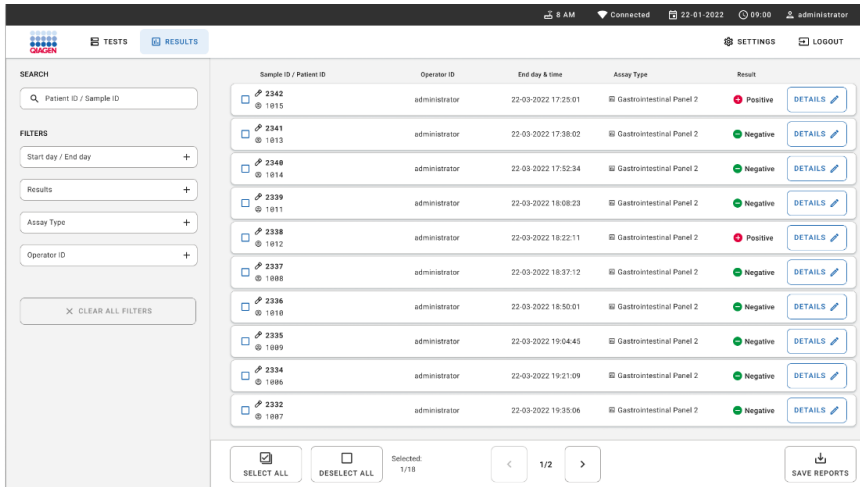 8 AM Connected 22-01-2022 09:00 administrator
QIAGEN TESTS RESULTS SETTINGS LOGOUT
SEARCH
Patient ID / Sample ID
FILTERS
Start day / End day +
Results +
Assay Type +
Operator ID +
CLEAR ALL FILTERS
Sample ID / Patient ID Operator ID End day & time Assay Type Result
2342
1015 administrator 22-03-2022 17:25:01 Gastrointestinal Panel 2 Positive DETAILS
2341
1013 administrator 22-03-2022 17:38:02 Gastrointestinal Panel 2 Negative DETAILS
2340
1014 administrator 22-03-2022 17:52:34 Gastrointestinal Panel 2 Negative DETAILS
2339
1011 administrator 22-03-2022 18:08:23 Gastrointestinal Panel 2 Negative DETAILS
2338
1012 administrator 22-03-2022 18:22:11 Gastrointestinal Panel 2 Positive DETAILS
2337
1008 administrator 22-03-2022 18:37:12 Gastrointestinal Panel 2 Negative DETAILS
2336
1010 administrator 22-03-2022 18:50:01 Gastrointestinal Panel 2 Negative DETAILS
2335
1009 administrator 22-03-2022 19:04:45 Gastrointestinal Panel 2 Negative DETAILS
2334
1006 administrator 22-03-2022 19:21:09 Gastrointestinal Panel 2 Negative DETAILS
2332
1007 administrator 22-03-2022 19:35:06 Gastrointestinal Panel 2 Negative DETAILS
SELECT ALL DESELECT ALL Selected:
1/18 < 1/2 > SAVE REPORTS